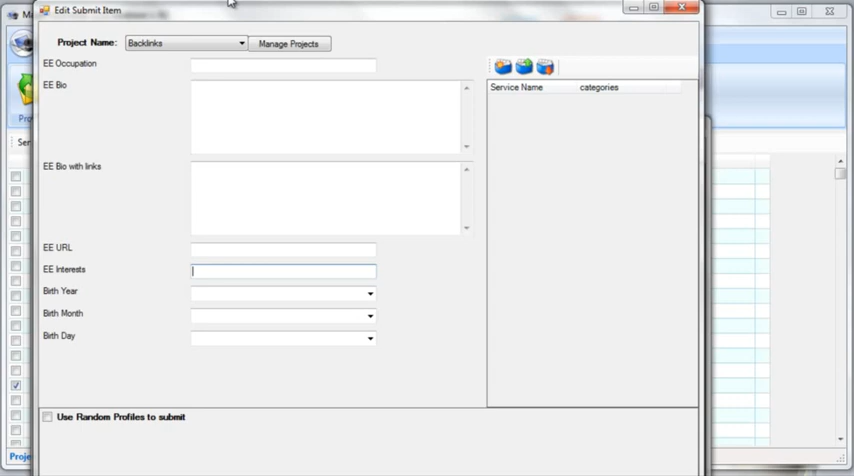 Edit Submit Item
Project Name: Backlinks Manage Projects
EE Occupation
EE Bio
Service Name categories
EE Bio with links
EE URL
EE Interests
Birth Year
Birth Month
Birth Day
Use Random Profiles to submit